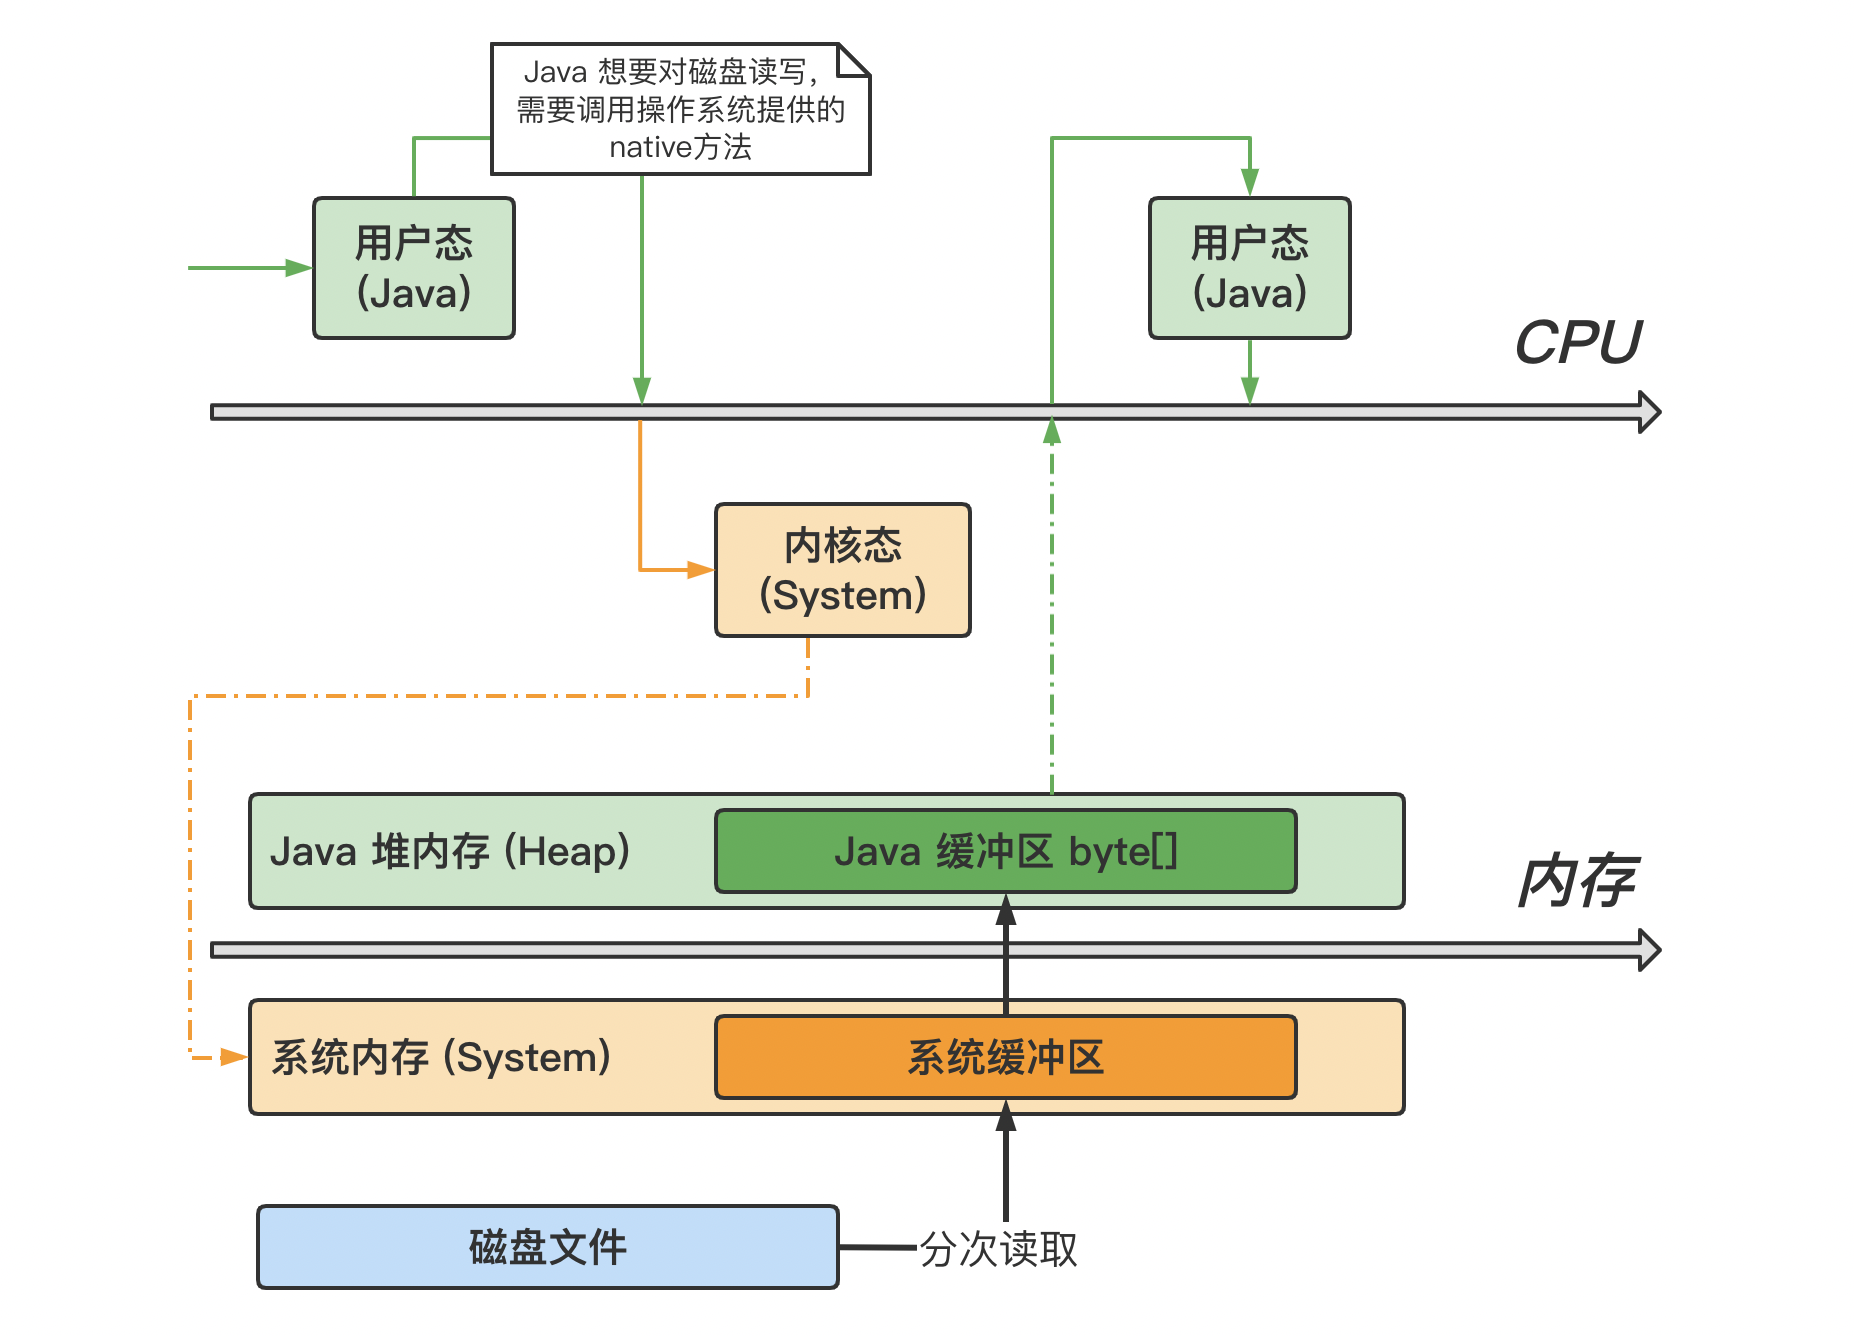 Java 想要对磁盘读写，
需要调用操作系统提供的
native方法
用户态
(Java)
用户态
(Java)
CPU
内核态
(System)
Java 堆内存 (Heap)
Java 缓冲区 byte[]
内存
系统内存 (System)
系统缓冲区
磁盘文件
分次读取